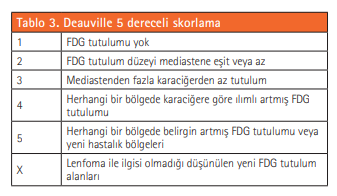 Tablo 3. Deauville 5 dereceli skorlama
1 FDG tutulumu yok
2 FDG tutulum düzeyi mediastene eşit veya az
3 Mediastenden fazla karaciğerden az tutulum
4 Herhangi bir bölgede karaciğere göre ılımlı artmış FDG
tutulumu
5 Herhangi bir bölgede belirgin artmış FDG tutulumu veya
yeni hastalık bölgeleri
X Lenfoma ile ilgisi olmadığı düşünülen yeni FDG tutulum
alanları